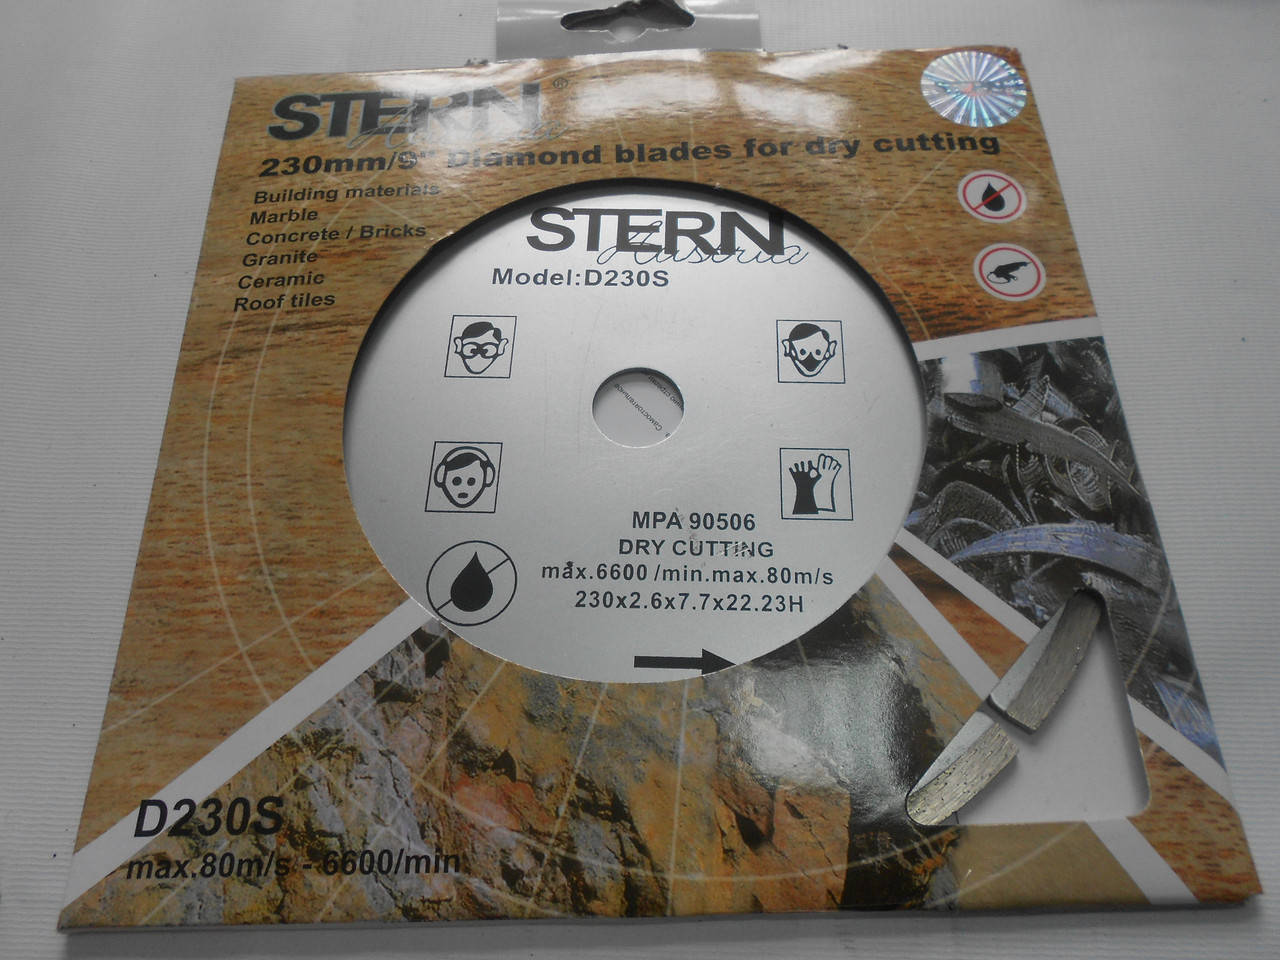 STERN®
Austria
230mm/9" Diamond blades for dry cutting
Building materials
Marble
Concrete / Bricks
Granite
Ceramic
Roof tiles
STERN
Austria
Model:D230S
MPA 90506
DRY CUTTING
max.6600 /min.max.80m/s
230x2.6x7.7x22.23H
D230S
max.80m/s - 6600/min